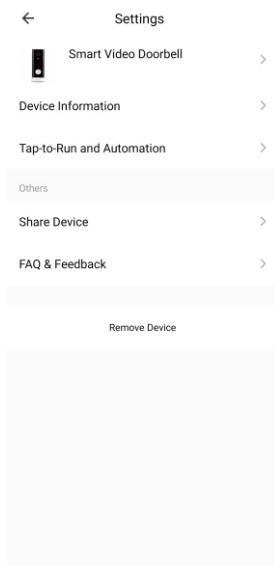 Settings
Smart Video Doorbell
Device Information
Tap-to-Run and Automation
Others
Share Device
FAQ & Feedback
Remove Device